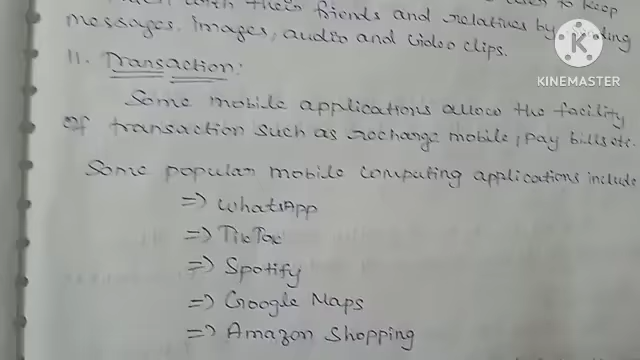 with their friends and relatives by
messages, images, audio and video clips.
KINEMASTER
11. Transaction:
Some mobile applications allow the facility
of transaction such as recharge mobile, pay bills etc.
Some popular mobile computing applications include
=> WhatsApp
=> TikToc
=> Spotify
=> Google Maps
=> Amazon Shopping